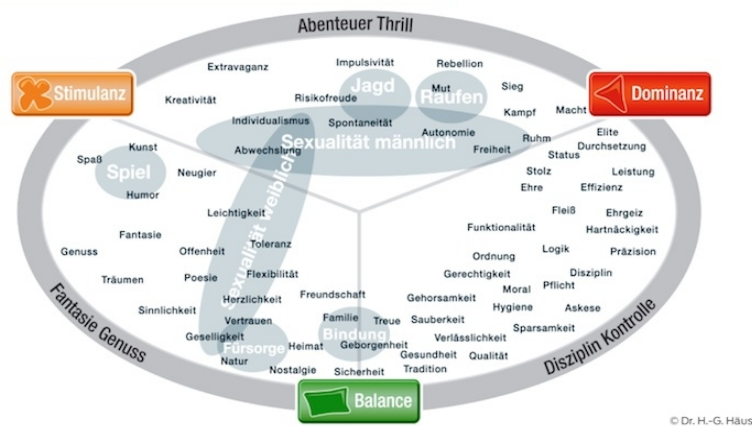 Abenteuer Thrill
Extravaganz
Impulsivität
Rebellion
Stimulanz
Kreativität
Risikofreude
Jagd
Mut
Raufen
Sieg
Dominanz
Individualismus
Spontaneität
Kampf
Macht
Autonomie
Sexualität männlich
Freiheit
Ruhm
Elite
Durchsetzung
Status
Kunst
Spaß
Spiel
Humor
Neugier
Abwechslung
Sexualität weiblich
Stolz
Leistung
Ehre
Effizienz
Fleiß
Ehrgeiz
Hartnäckigkeit
Leichtigkeit
Fantasie
Genuss
Offenheit
Toleranz
Funktionalität
Logik
Präzision
Ordnung
Träumen
Poesie
Flexibilität
Gerechtigkeit
Disziplin
Moral
Pflicht
Sinnlichkeit
Herzlichkeit
Freundschaft
Gehorsamkeit
Hygiene
Askese
Vertrauen
Familie
Treue
Sauberkeit
Sparsamkeit
Geselligkeit
Fürsorge
Heimat
Bindung
Geborgenheit
Verlässlichkeit
Natur
Gesundheit
Qualität
Nostalgie
Sicherheit
Tradition
Fantasie Genuss
Disziplin Kontrolle
Balance
© Dr. H.-G. Häus